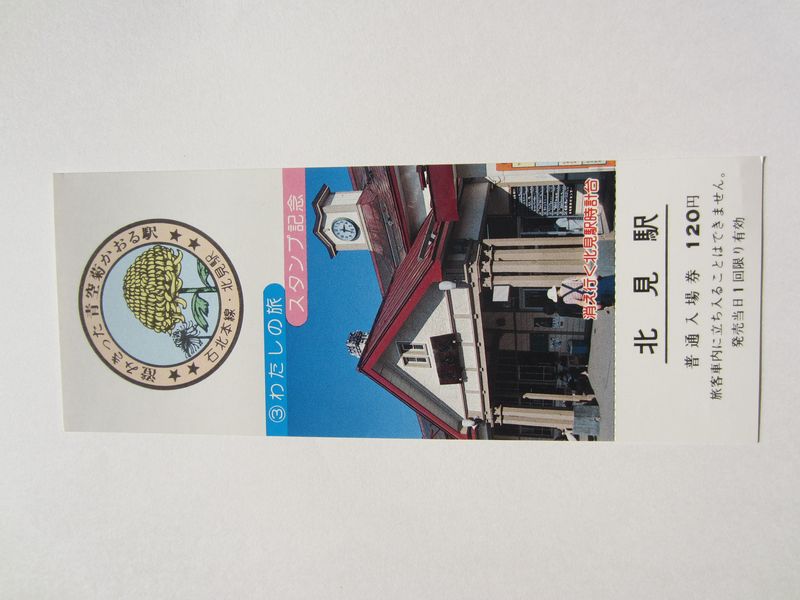 澄みきった青空菊かおる駅
★★石北本線・北見駅★★
③わたしの旅
スタンプ記念
消え行く北見駅時計台
北見駅
普通入場券 120円
旅客車内に立ち入ることはできません。
発売当日1回限り有効